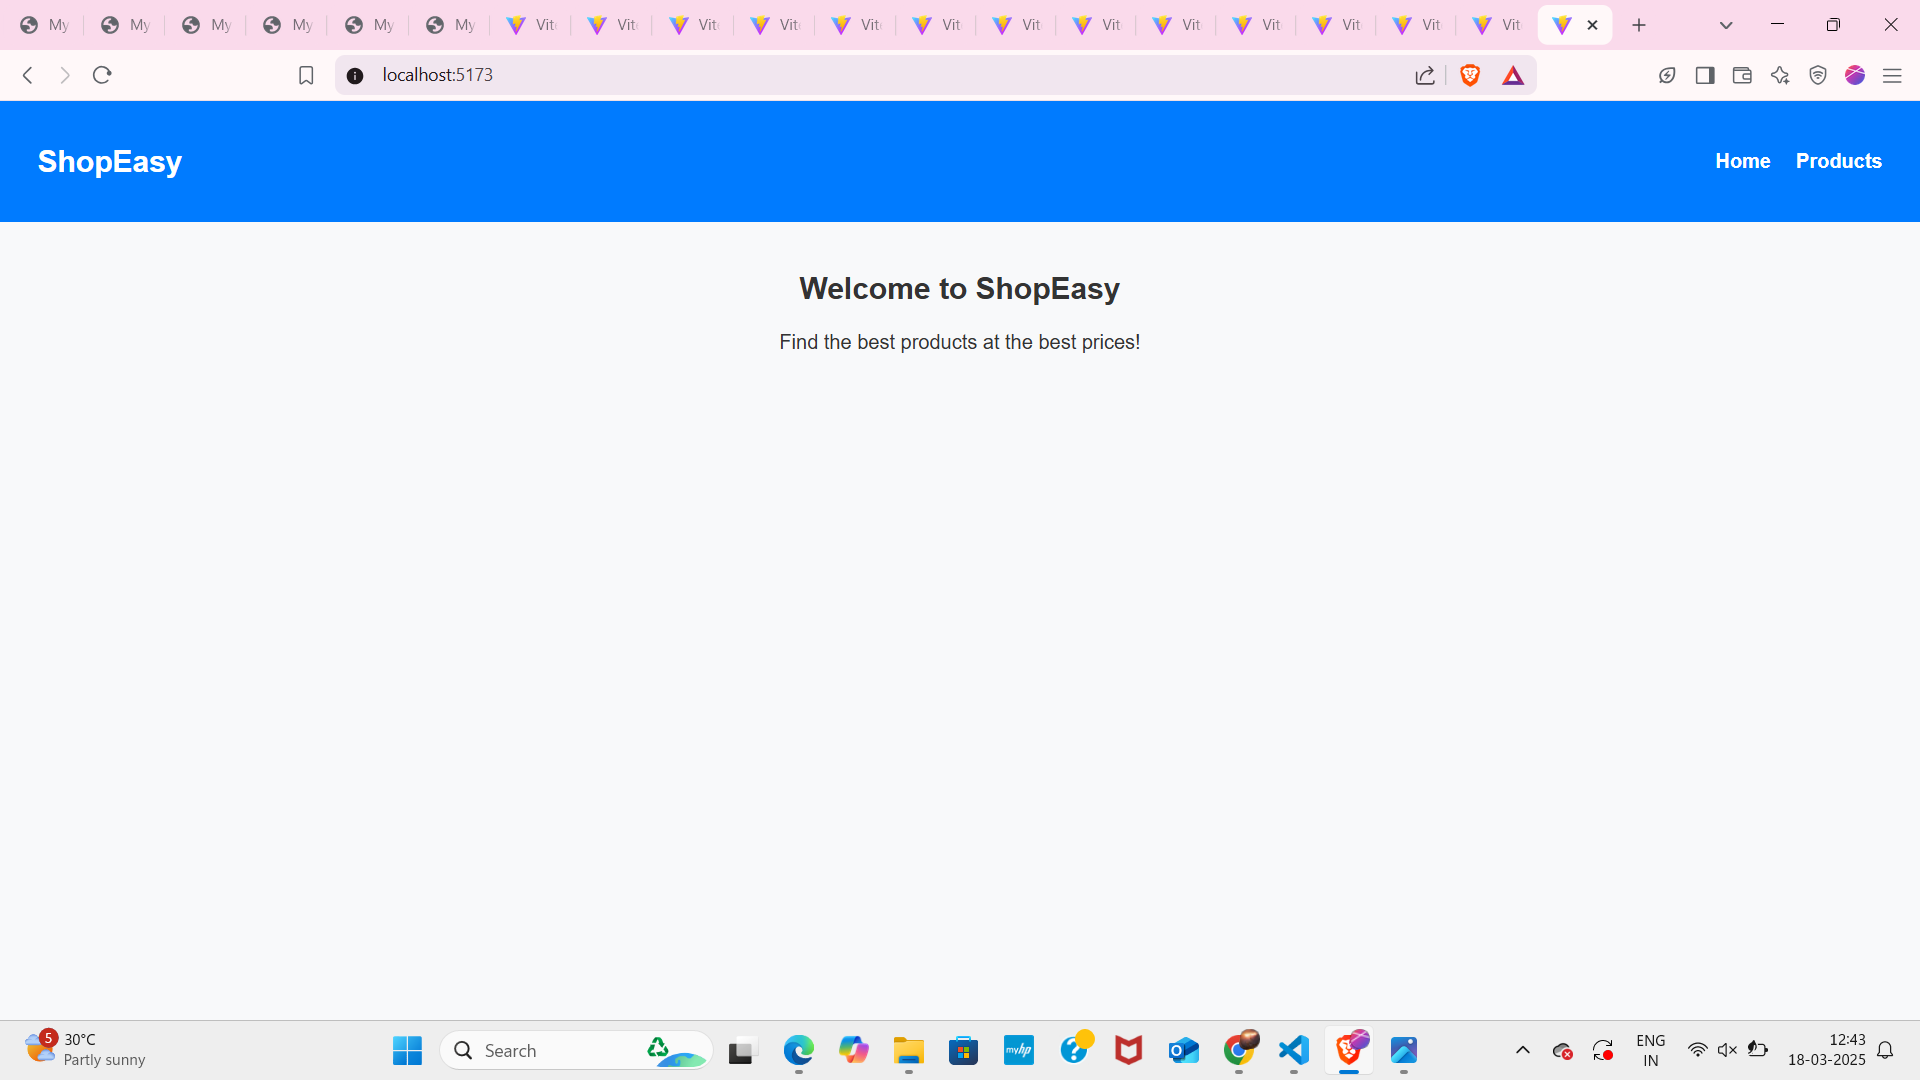 My
My
My
My
My
My
Vit
Vit
Vit
Vit
Vit
Vit
Vit
Vit
Vit
Vit
Vit
Vit
Vit
localhost:5173
ShopEasy
Home Products
Welcome to ShopEasy
Find the best products at the best prices!
5
30°C
Partly sunny
Search
myhp
ENG
IN
12:43
18-03-2025